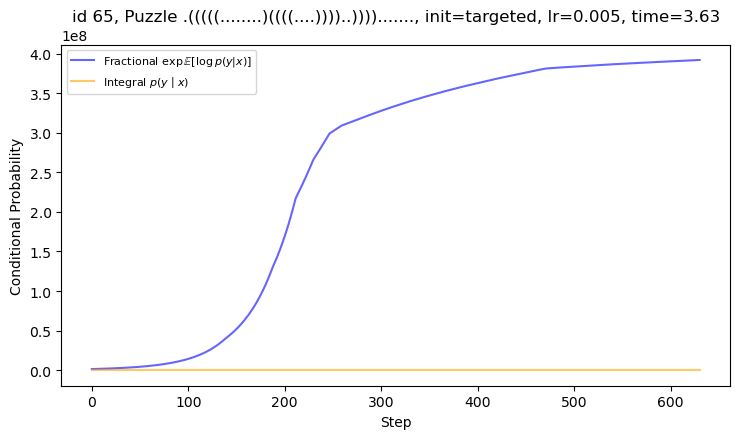 id 65, Puzzle .(((((........)((((....))))..))))......., init=targeted, lr=0.005, time=3.63
1e8
Fractional exp𝔼[log p(y|x)]
Integral p(y | x)
4.0
3.5
3.0
2.5
2.0
1.5
1.0
0.5
0.0
Conditional Probability
0 100 200 300 400 500 600
Step